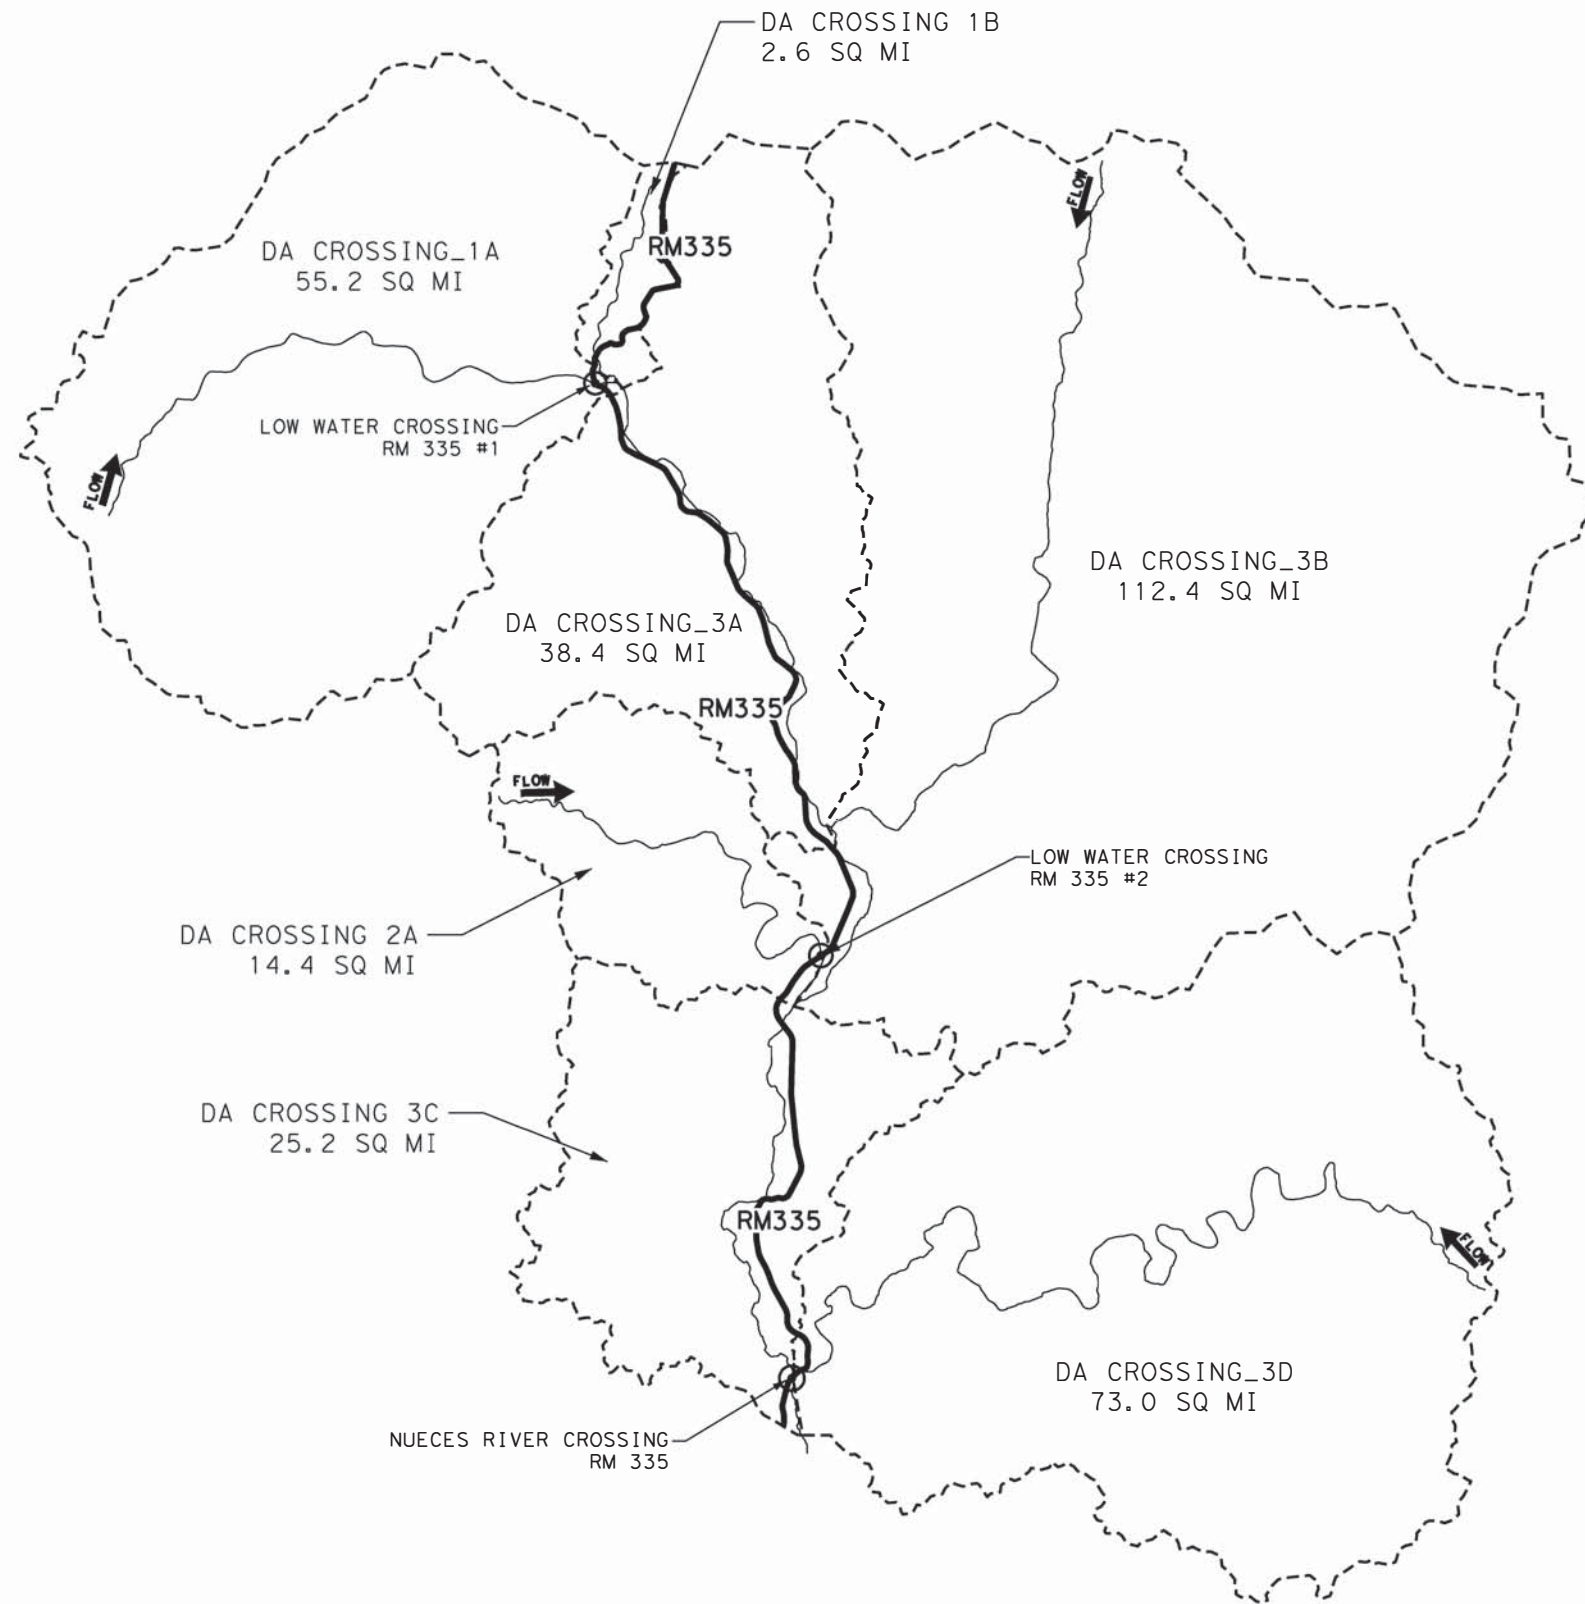 DA CROSSING 1B
2.6 SQ MI
FLOW
RM335
DA CROSSING_1A
55.2 SQ MI
LOW WATER CROSSING
RM 335 #1
FLOW
DA CROSSING_3B
112.4 SQ MI
DA CROSSING_3A
38.4 SQ MI
RM335
FLOW
LOW WATER CROSSING
RM 335 #2
DA CROSSING 2A
14.4 SQ MI
DA CROSSING 3C
25.2 SQ MI
RM335
FLOW
DA CROSSING_3D
73.0 SQ MI
NUECES RIVER CROSSING
RM 335